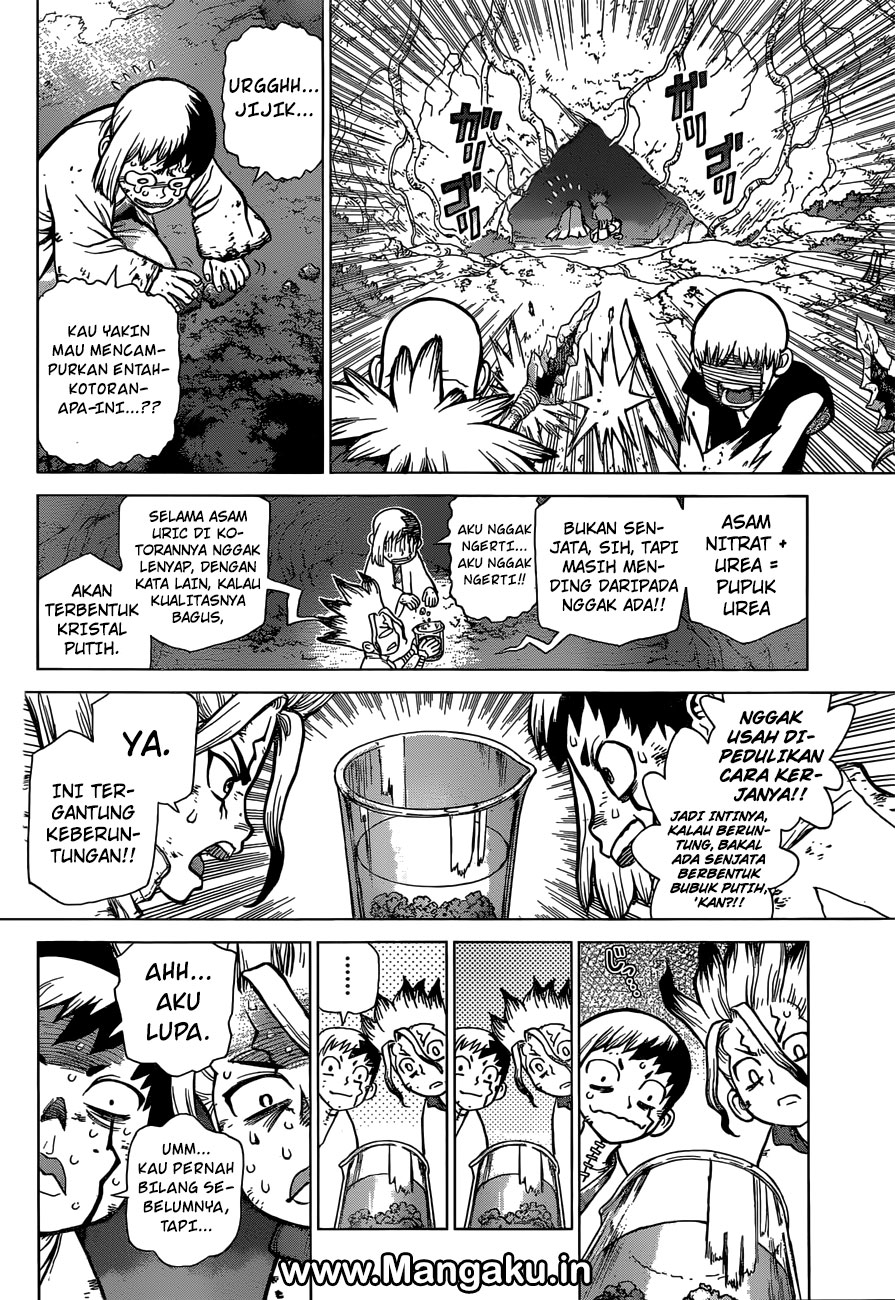 ガリ
ゴリ
ガリ
ゴリ
URGGHH...
JIJIK...
KAU YAKIN
MAU MENCAM-
PURKAN ENTAH-
KOTORAN-
APA-INI...??
ASAM
NITRAT +
UREA =
PUPUK
UREA
BUKAN SEN-
JATA, SIH, TAPI
MASIH MEN-
DING DARIPADA
NGGAK ADA!!
AKU NGGAK
NGERTI...
AKU NGGAK
NGERTI!!
SELAMA ASAM
URIC DI KO-
TORANNYA NGGAK
LENYAP, DENGAN
KATA LAIN, KALAU
KUALITASNYA
BAGUS,
AKAN
TERBENTUK
KRISTAL
PUTIH.
NGGAK
USAH DI-
PEDULIKAN
CARA KER-
JANYA!!
JADI INTINYA,
KALAU BERUN-
TUNG, BAKAL
ADA SENJATA
BERBENTUK
BUBUK PUTIH,
'KAN?!!
YA.
INI TER-
GANTUNG
KEBERUN-
TUNGAN!!
じっ...
......
AHH...
AKU
LUPA.
UMM...
KAU PERNAH
BILANG SE-
BELUMNYA,
TAPI...
www.Mangaku.in